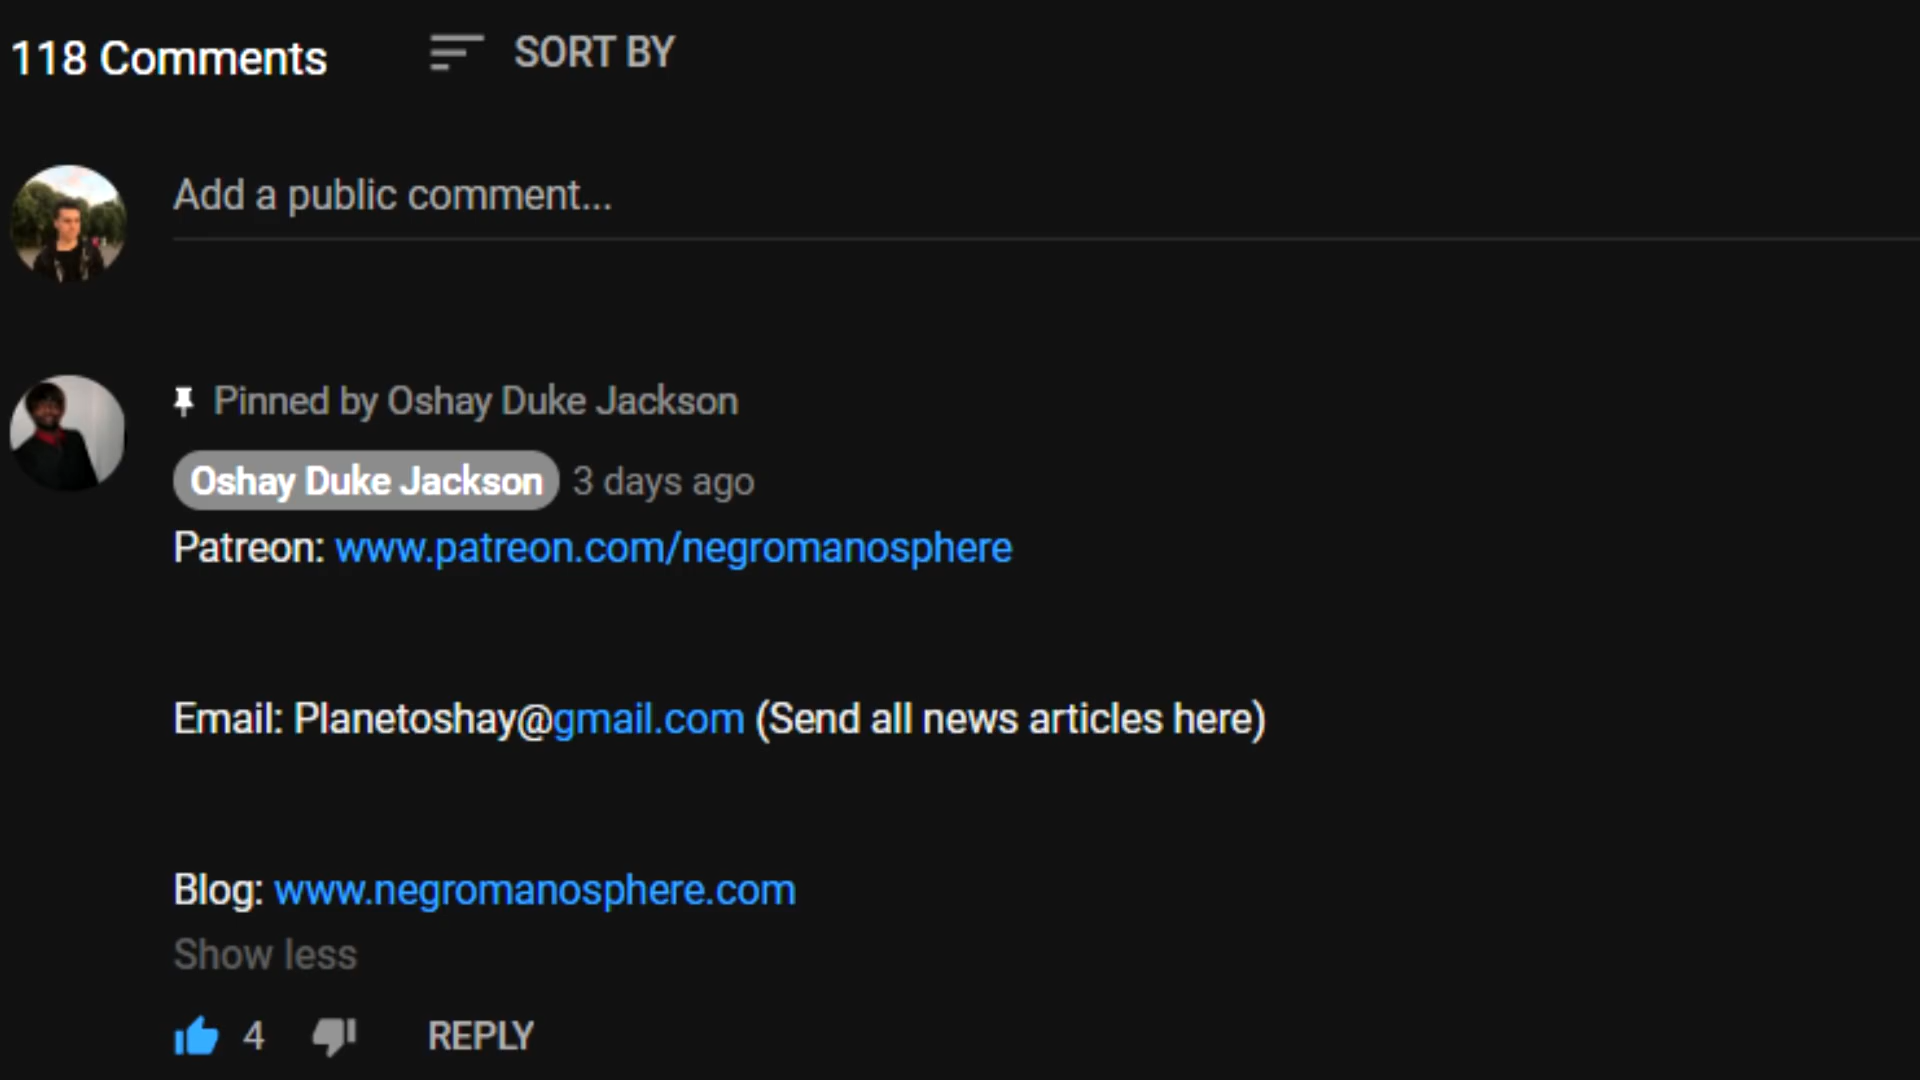 118 Comments SORT BY
Add a public comment...
Pinned by Oshay Duke Jackson
Oshay Duke Jackson 3 days ago
Patreon: www.patreon.com/negromanosphere
Email: Planetoshay@gmail.com (Send all news articles here)
Blog: www.negromanosphere.com
Show less
4 REPLY